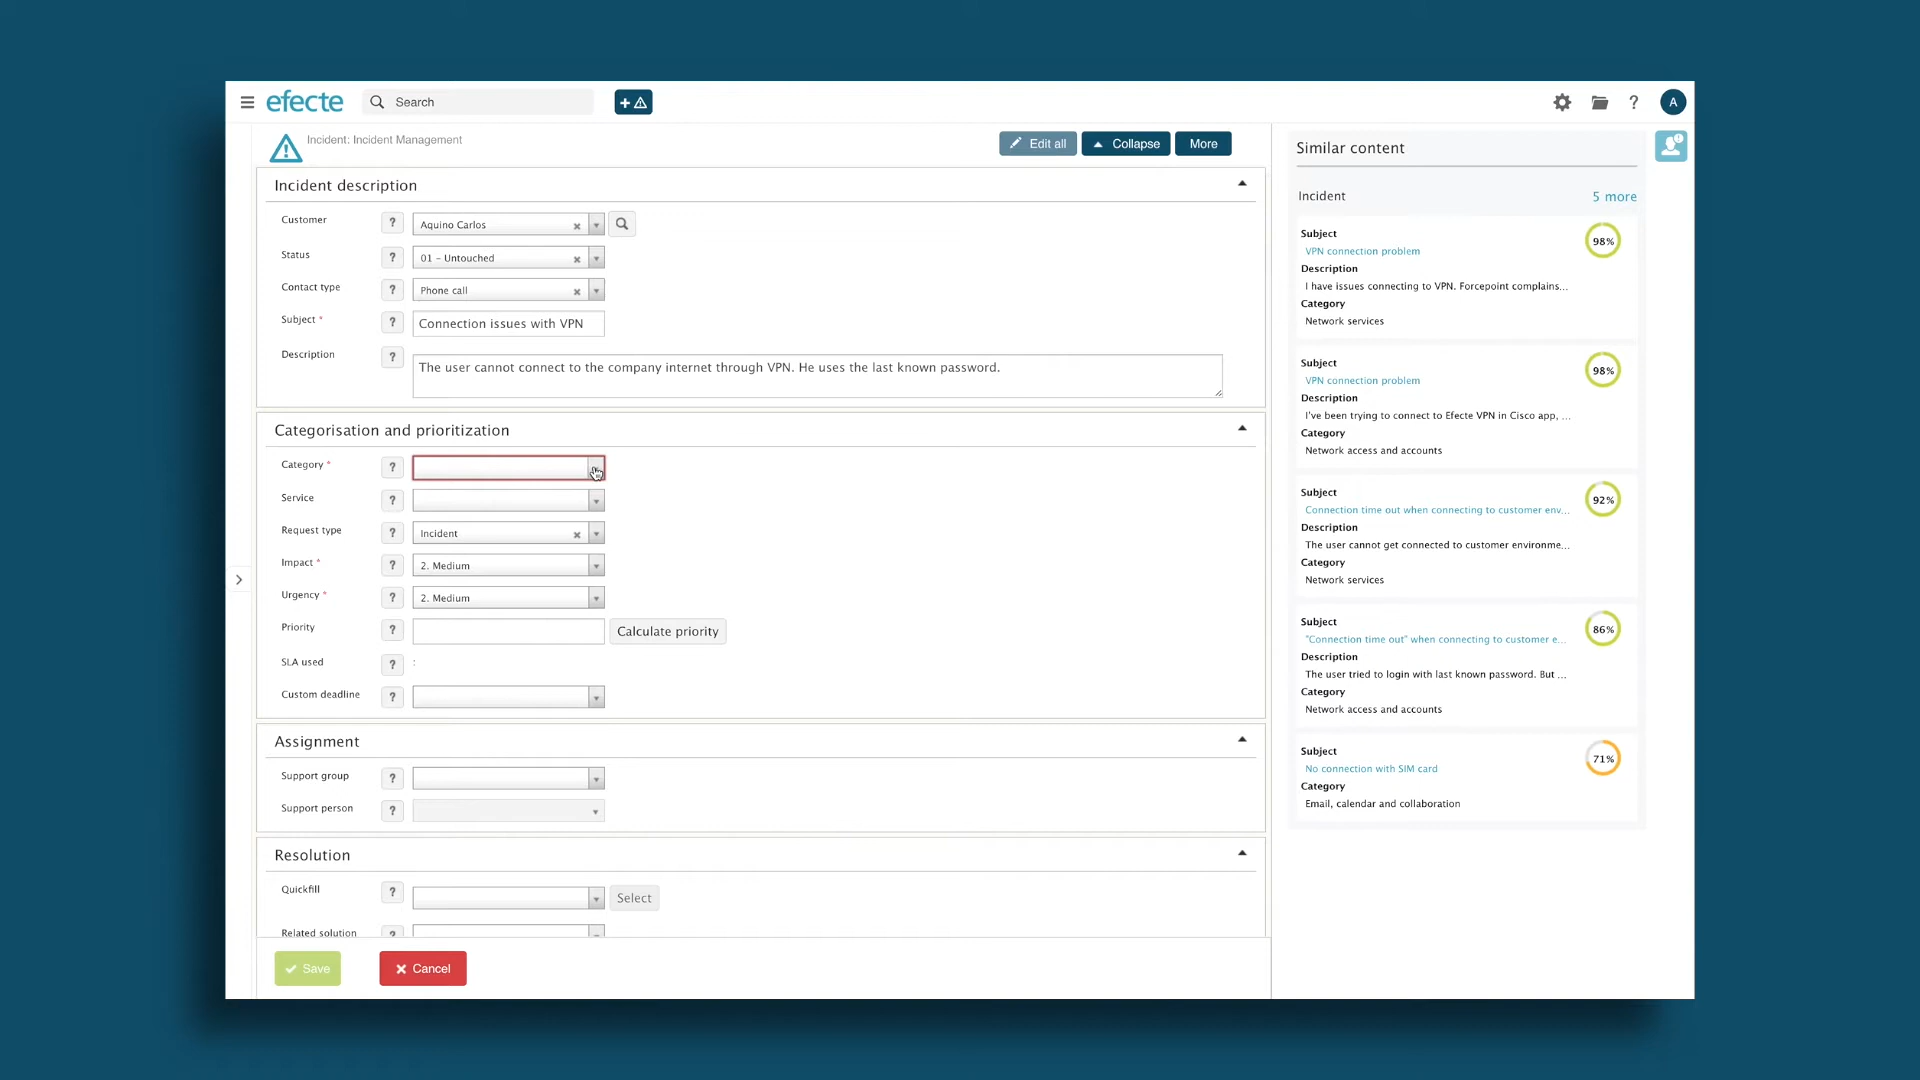 efecte
Search
A
Incident: Incident Management
Edit all
Collapse
More
Incident description
Customer
?
Aquino Carlos
Status
?
01 - Untouched
Contact type
?
Phone call
Subject *
?
Connection issues with VPN
Description
?
The user cannot connect to the company internet through VPN. He uses the last known password.
Categorisation and prioritization
Category *
?
Service
?
Request type
?
Incident
Impact *
?
2. Medium
Urgency *
?
2. Medium
Priority
?
Calculate priority
SLA used
?
:
Custom deadline
?
Assignment
Support group
?
Support person
?
Resolution
Quickfill
?
Select
Related solution
?
Save
Cancel
Similar content
Incident
5 more
Subject
VPN connection problem
98%
Description
I have issues connecting to VPN. Forcepoint complains...
Category
Network services
Subject
VPN connection problem
98%
Description
I've been trying to connect to Efecte VPN in Cisco app, ...
Category
Network access and accounts
Subject
Connection time out when connecting to customer env...
92%
Description
The user cannot get connected to customer environme...
Category
Network services
Subject
"Connection time out" when connecting to customer e...
86%
Description
The user tried to login with last known password. But ...
Category
Network access and accounts
Subject
No connection with SIM card
71%
Category
Email, calendar and collaboration